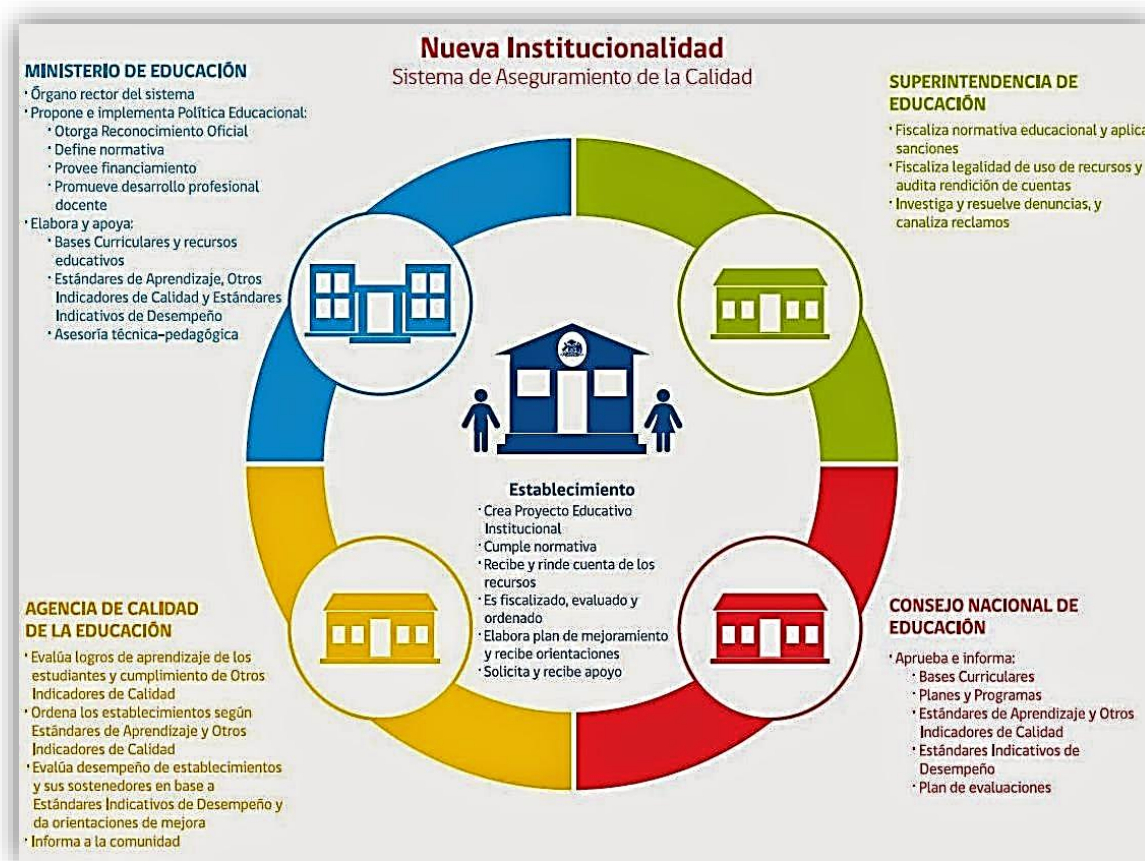 Nueva Institucionalidad
Sistema de Aseguramiento de la Calidad
MINISTERIO DE EDUCACIÓN
· Órgano rector del sistema
· Propone e implementa Política Educacional:
· Otorga Reconocimiento Oficial
· Define normativa
· Provee financiamiento
· Promueve desarrollo profesional
docente
· Elabora y apoya:
· Bases Curriculares y recursos
educativos
· Estándares de Aprendizaje, Otros
Indicadores de Calidad y Estándares
Indicativos de Desempeño
· Asesoría técnica-pedagógica
SUPERINTENDENCIA DE
EDUCACIÓN
· Fiscaliza normativa educacional y aplica
sanciones
· Fiscaliza legalidad de uso de recursos y
audita rendición de cuentas
· Investiga y resuelve denuncias, y
canaliza reclamos
Establecimiento
· Crea Proyecto Educativo
Institucional
· Cumple normativa
· Recibe y rinde cuenta de los
recursos
· Es fiscalizado, evaluado y
ordenado
· Elabora plan de mejoramiento
y recibe orientaciones
· Solicita y recibe apoyo
AGENCIA DE CALIDAD
DE LA EDUCACIÓN
· Evalúa logros de aprendizaje de los
estudiantes y cumplimiento de Otros
Indicadores de Calidad
· Ordena los establecimientos según
Estándares de Aprendizaje y Otros
Indicadores de Calidad
· Evalúa desempeño de establecimientos
y sus sostenedores en base a
Estándares Indicativos de Desempeño y
da orientaciones de mejora
· Informa a la comunidad
CONSEJO NACIONAL DE
EDUCACIÓN
· Aprueba e informa:
· Bases Curriculares
· Planes y Programas
· Estándares de Aprendizaje y Otros
Indicadores de Calidad
· Estándares Indicativos de
Desempeño
· Plan de evaluaciones